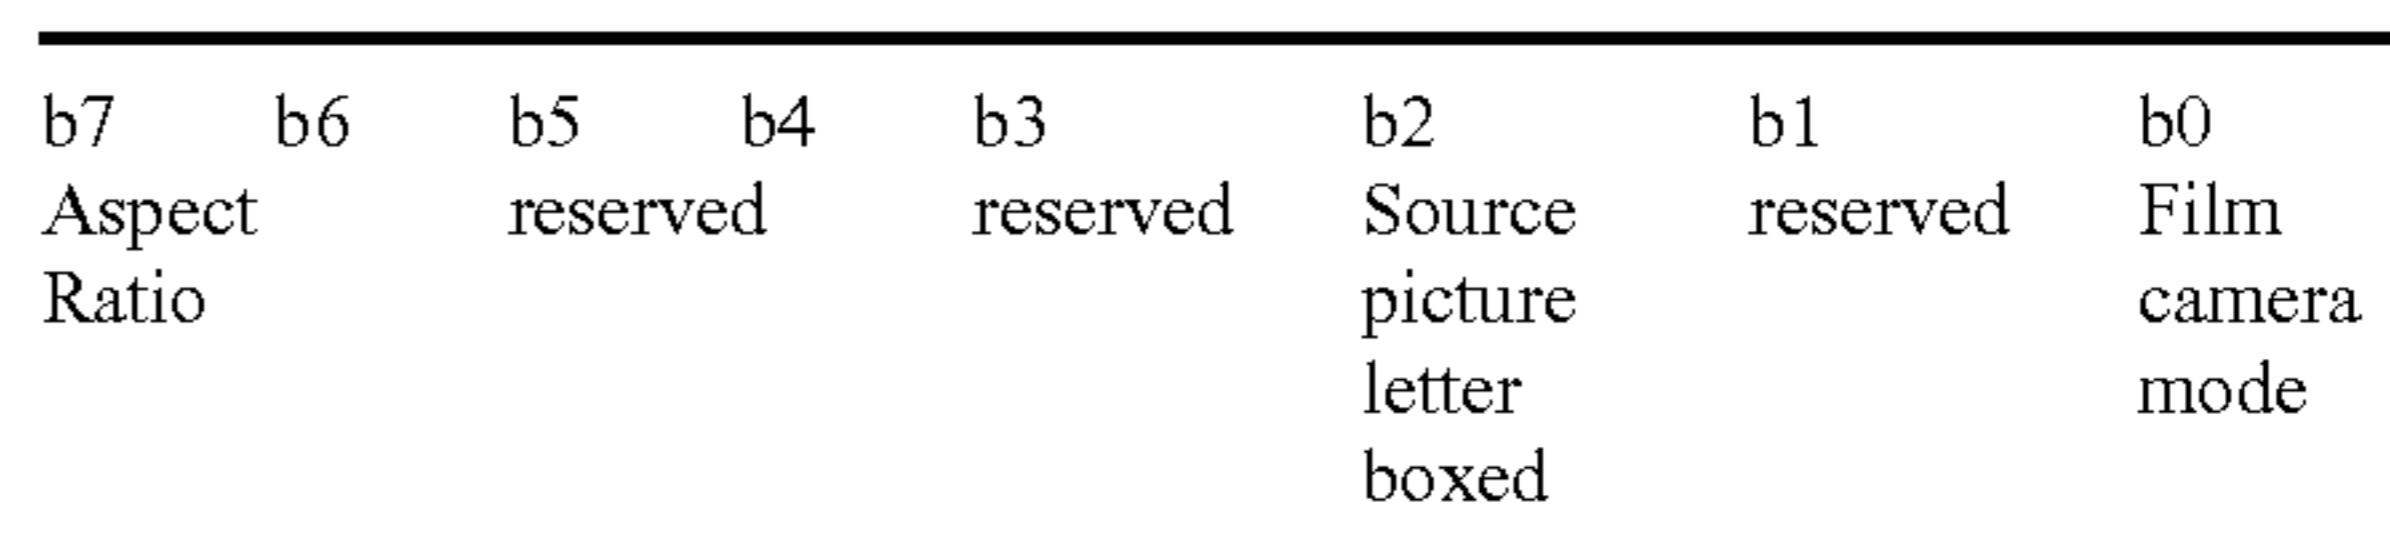 b7 b6 b5 b4 b3 b2 b1 b0
Aspect reserved reserved Source reserved Film
Ratio picture camera
letter mode
boxed